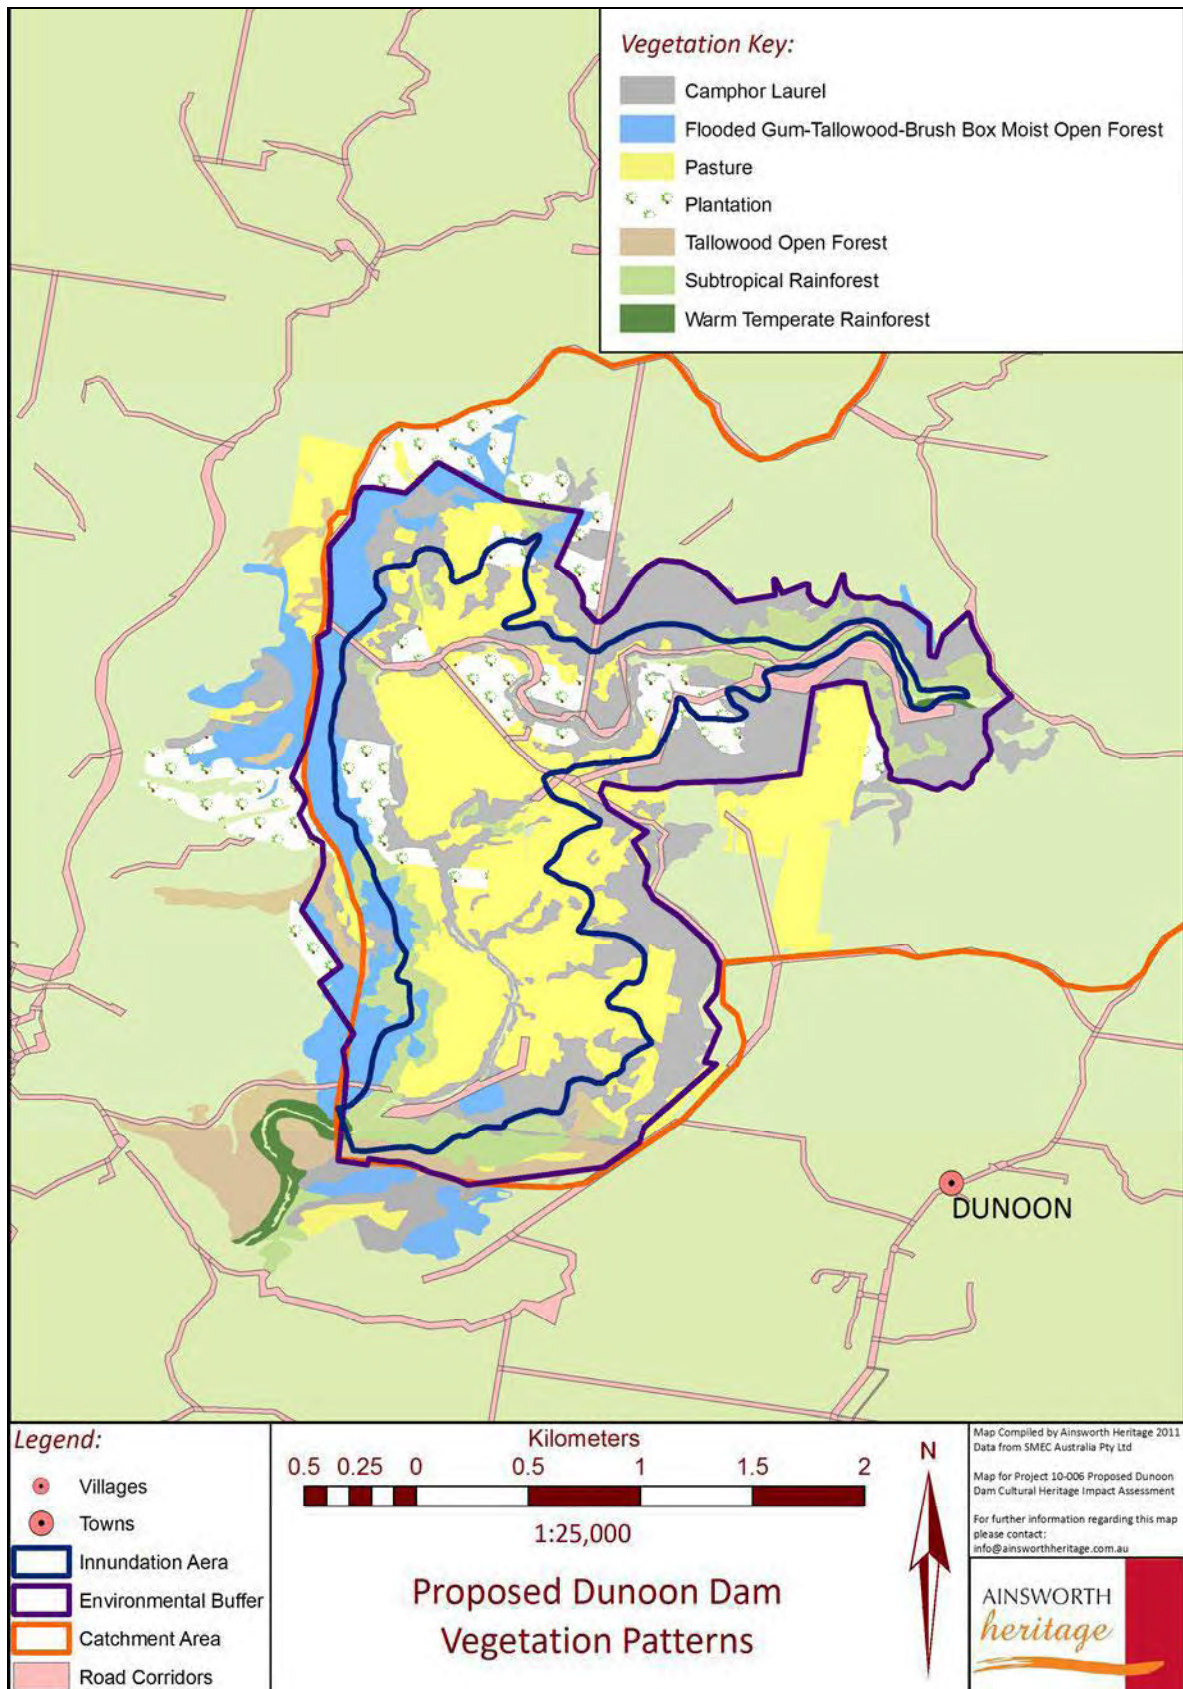 Vegetation Key:
Camphor Laurel
Flooded Gum-Tallowood-Brush Box Moist Open Forest
Pasture
Plantation
Tallowood Open Forest
Subtropical Rainforest
Warm Temperate Rainforest
DUNOON
Legend:
Villages
Towns
Innundation Aera
Environmental Buffer
Catchment Area
Road Corridors
Kilometers
0.5 0.25 0 0.5 1 1.5 2
1:25,000
Proposed Dunoon Dam
Vegetation Patterns
N
Map Compiled by Ainsworth Heritage 2011
Data from SMEC Australia Pty Ltd
Map for Project 10-006 Proposed Dunoon
Dam Cultural Heritage Impact Assessment
For further information regarding this map
please contact:
info@ainsworthheritage.com.au
AINSWORTH
heritage